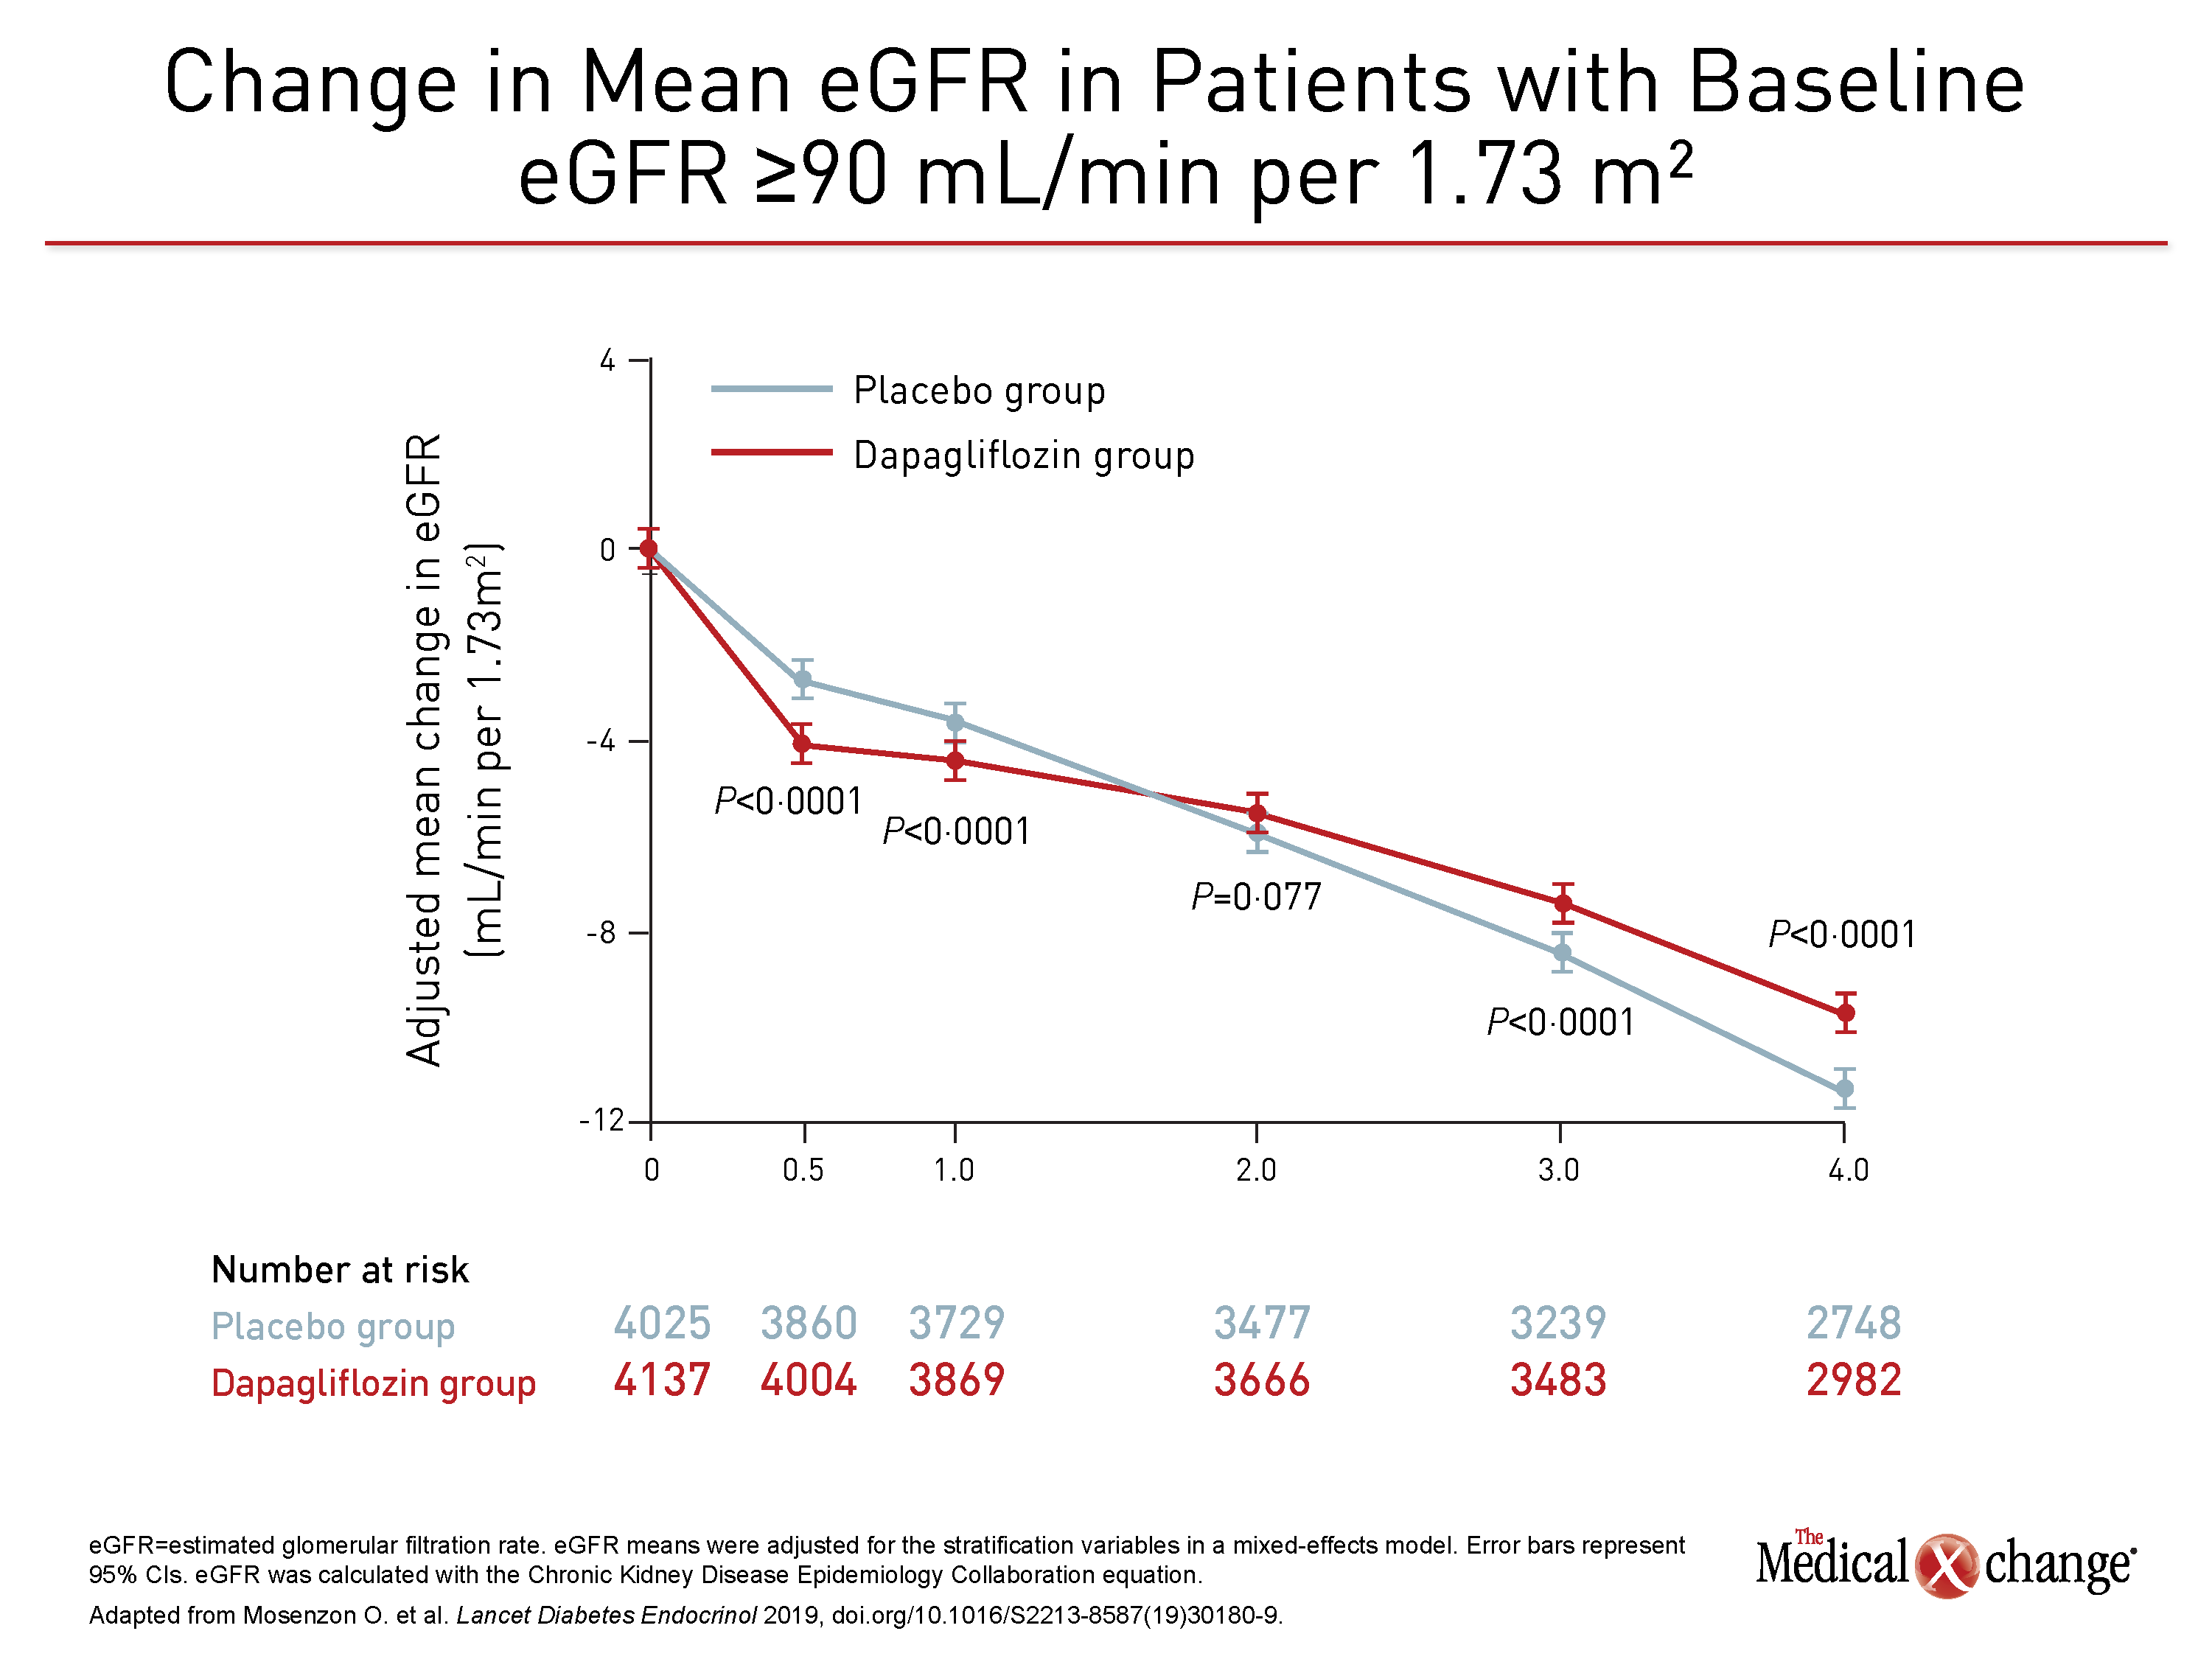 Change in Mean eGFR in Patients with Baseline
eGFR ≥90 mL/min per 1.73 m²
Adjusted mean change in eGFR
(mL/min per 1.73m²)
4
0
-4
-8
-12
Placebo group
Dapagliflozin group
P<0·0001
P<0·0001
P=0·077
P<0·0001
P<0·0001
0 0.5 1.0 2.0 3.0 4.0
Number at risk
Placebo group 4025 3860 3729 3477 3239 2748
Dapagliflozin group 4137 4004 3869 3666 3483 2982
eGFR=estimated glomerular filtration rate. eGFR means were adjusted for the stratification variables in a mixed-effects model. Error bars represent
95% CIs. eGFR was calculated with the Chronic Kidney Disease Epidemiology Collaboration equation.
Adapted from Mosenzon O. et al. Lancet Diabetes Endocrinol 2019, doi.org/10.1016/S2213-8587(19)30180-9.
The
Medical X change